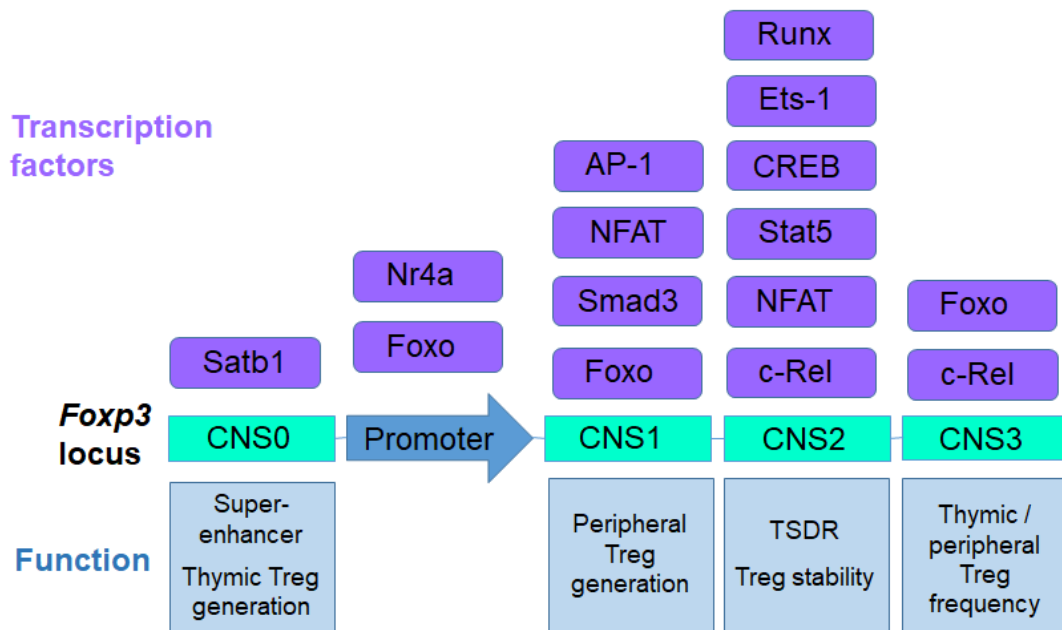 Transcription
factors
Runx
Ets-1
AP-1
CREB
NFAT
Stat5
Nr4a
Smad3
NFAT
Foxo
Satb1
Foxo
Foxo
c-Rel
c-Rel
Foxp3
locus
CNS0
Promoter
CNS1
CNS2
CNS3
Function
Super-
enhancer
Thymic Treg
generation
Peripheral
Treg
generation
TSDR
Treg stability
Thymic /
peripheral
Treg
frequency